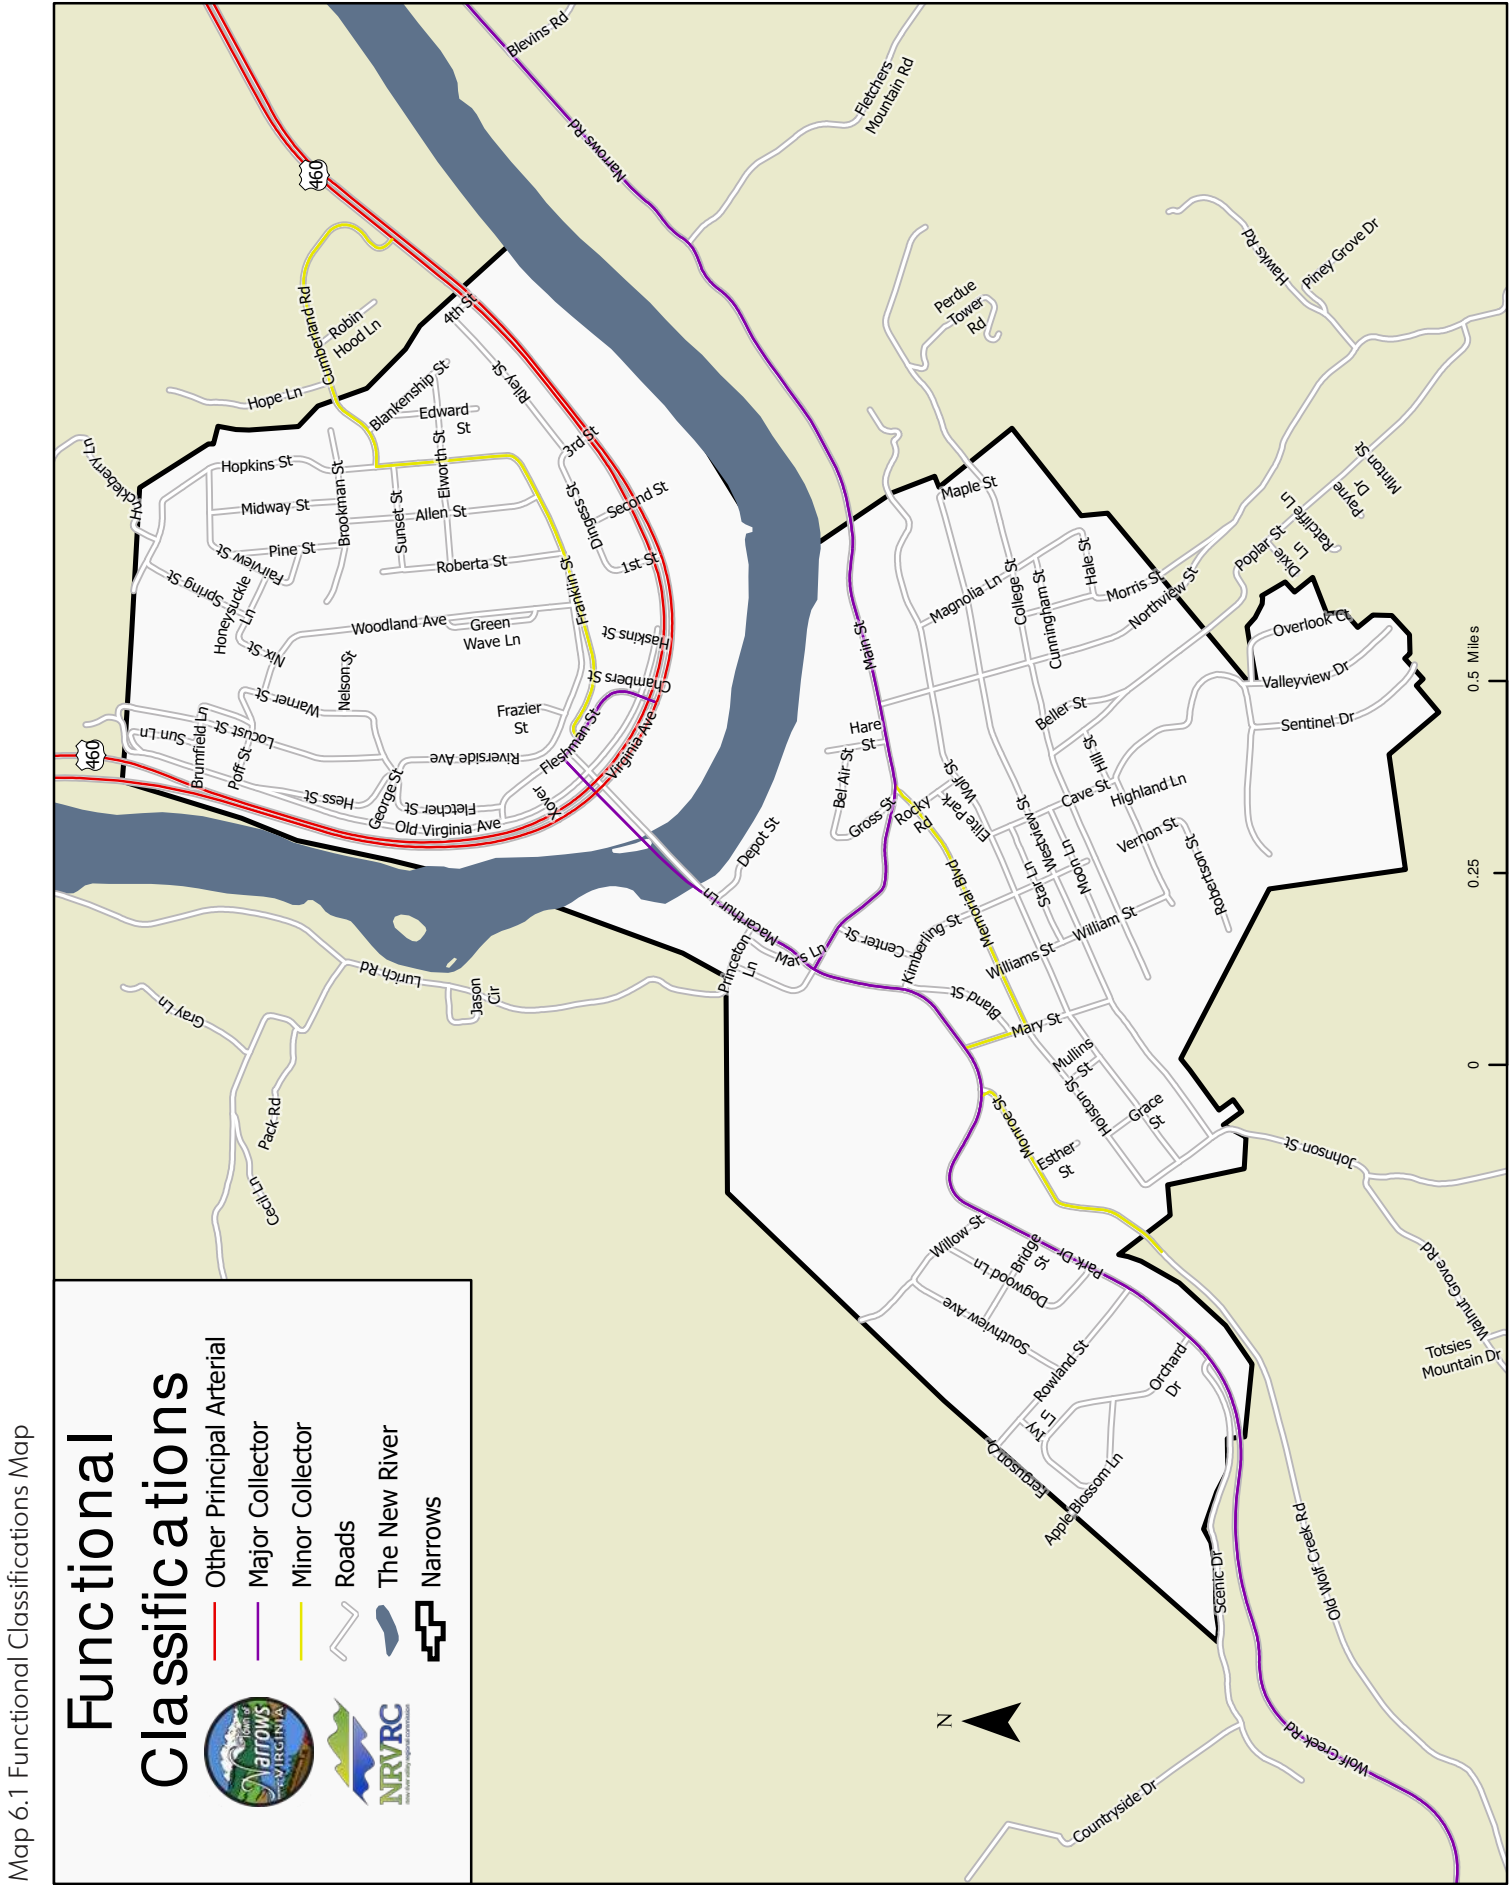 Map 6.1 Functional Classifications Map
Functional
Classifications
Other Principal Arterial
Major Collector
Minor Collector
Roads
The New River
Narrows
Town of
Narrows
VIRGINIA
NRVRC
N
0
0.25
0.5 Miles
460
460
Huckleberry Ln
Hope Ln
Cumberland Rd
Robin
Hood Ln
4th St
Blankenship St
Edward
St
Riley St
3rd St
Hopkins St
Midway St
Brookman St
Sunset St
Elworth St
Allen St
Dingess St
Second St
1st St
Pine St
Fairview St
Spring St
Honeysuckle
Ln
Roberta St
Franklin St
Woodland Ave
Green
Wave Ln
Haskins St
Nix St
Nelson St
Warner St
Chambers St
Frazier
St
Fleshman St
Virginia Ave
Sun Ln
Brumfield Ln
Locust St
Poff St
Riverside Ave
Hess St
George St
Fletcher St
Old Virginia Ave
Xover
Blevins Rd
Narrows Rd
Fletchers
Mountain Rd
Perdue
Tower
Rd
Hawks Rd
Piney Grove Dr
Maple St
Magnolia Ln
College St
Cunningham St
Hale St
Morris St
Northview St
Poplar St
Dixie
Ln
Ratcliffe Ln
Payne
Dr
Minton St
Overlook Ct
Valleyview Dr
Sentinel Dr
Main St
Hare
St
Bel Air St
Gross St
Rocky
Rd
Wolf St
Elite Park
Beller St
Hill St
Cave St
Highland Ln
Vernon St
Robertson St
Westview St
Moon Ln
Star Ln
Memorial Blvd
William St
Williams St
Kimberling St
Center St
Depot St
Macarthur Ln
Mars Ln
Princeton
Ln
Bland St
Mary St
Mullins
St
Holston St
Grace
St
Monroe St
Esther
St
Lurich Rd
Jason
Cir
Gray Ln
Pack Rd
Cecil Ln
Johnson St
Walnut Grove Rd
Totsies
Mountain Dr
Willow St
Dogwood Ln
Bridge
St
Park Dr
Southview Ave
Rowland St
Orchard
Dr
Ivy
Ln
Ferguson Dr
Apple Blossom Ln
Scenic Dr
Old Wolf Creek Rd
Wolf Creek Rd
Countryside Dr